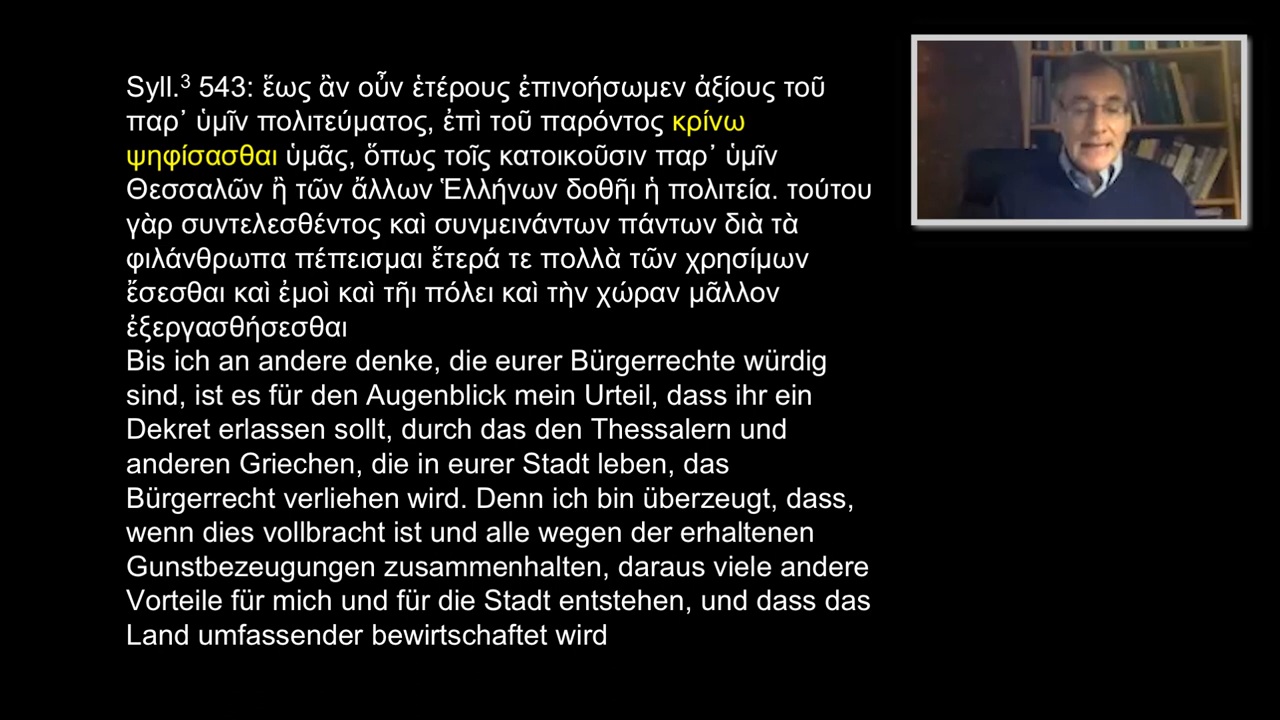 Syll.³ 543: ἕως ἂν οὖν ἑτέρους ἐπινοήσωμεν ἀξίους τοῦ
παρ᾽ ὑμῖν πολιτεύματος, ἐπὶ τοῦ παρόντος κρίνω
ψηφίσασθαι ὑμᾶς, ὅπως τοῖς κατοικοῦσιν παρ᾽ ὑμῖν
Θεσσαλῶν ἢ τῶν ἄλλων Ἑλλήνων δοθῆι ἡ πολιτεία. τούτου
γὰρ συντελεσθέντος καὶ συνμεινάντων πάντων διὰ τὰ
φιλάνθρωπα πέπεισμαι ἕτερά τε πολλὰ τῶν χρησίμων
ἔσεσθαι καὶ ἐμοὶ καὶ τῆι πόλει καὶ τὴν χώραν μᾶλλον
ἐξεργασθήσεσθαι
Bis ich an andere denke, die eurer Bürgerrechte würdig
sind, ist es für den Augenblick mein Urteil, dass ihr ein
Dekret erlassen sollt, durch das den Thessalern und
anderen Griechen, die in eurer Stadt leben, das
Bürgerrecht verliehen wird. Denn ich bin überzeugt, dass,
wenn dies vollbracht ist und alle wegen der erhaltenen
Gunstbezeugungen zusammenhalten, daraus viele andere
Vorteile für mich und für die Stadt entstehen, und dass das
Land umfassender bewirtschaftet wird